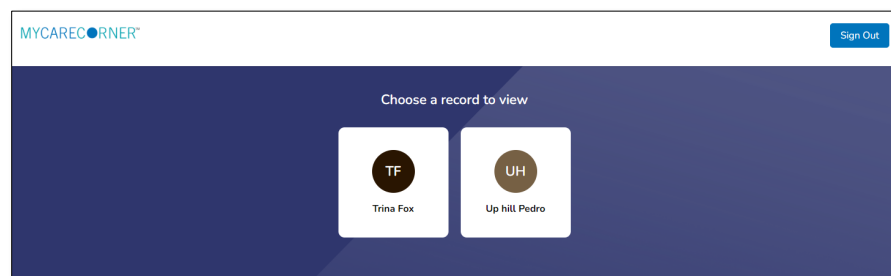 MYCARECORNER™
Sign Out
Choose a record to view
TF
UH
Trina Fox
Up hill Pedro